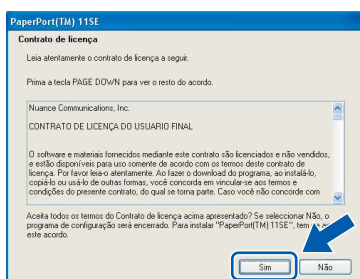 PaperPort(TM) 11SE
Contrato de licença
Leia atentamente o contrato de licença a seguir.
Prima a tecla PAGE DOWN para ver o resto do acordo.
Nuance Communications, Inc.
CONTRATO DE LICENÇA DO USUARIO FINAL
O software e materiais fornecidos mediante este contrato são licenciados e não vendidos,
e estão disponíveis para uso somente de acordo com os termos deste contrato de
licença. Por favor leia-o atentamente. Ao fazer o download do programa, ao instalá-lo,
copiá-lo ou usá-lo de outras formas, você concorda em vincular-se aos termos e
condições do presente contrato, do qual se torna parte. Caso você não concorde com
Aceita todos os termos do Contrato de licença acima apresentado? Se seleccionar Não, o
programa de configuração será encerrado. Para instalar "PaperPort(TM) 11SE", tem
este acordo.
Sim
Não